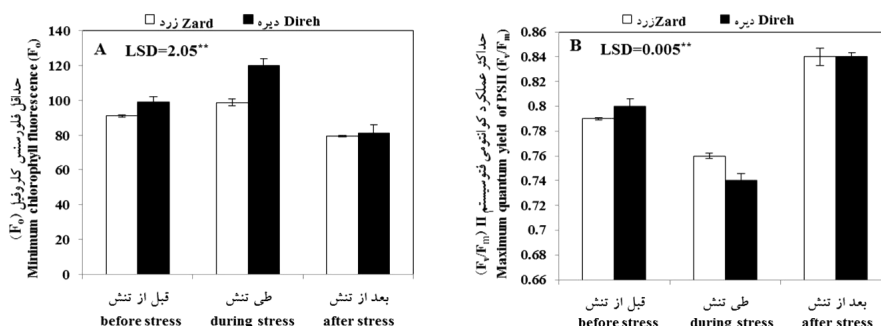 زرد Zard دیره Direh
A LSD=2.05**
حداقل فلورسنس کلروفیل (Fo)
Minimum chlorophyll fluorescence (Fo)
140
120
100
80
60
40
20
0
قبل از تنش طی تنش بعد از تنش
before stress during stress after stress
زرد Zard دیره Direh
B LSD=0.005**
حداکثر عملکرد کوانتومی فتوسیستم II (Fv/Fm)
Maximum quantum yield of PSII (Fv/Fm)
0.86
0.84
0.82
0.8
0.78
0.76
0.74
0.72
0.7
0.68
0.66
قبل از تنش طی تنش بعد از تنش
before stress during stress after stress